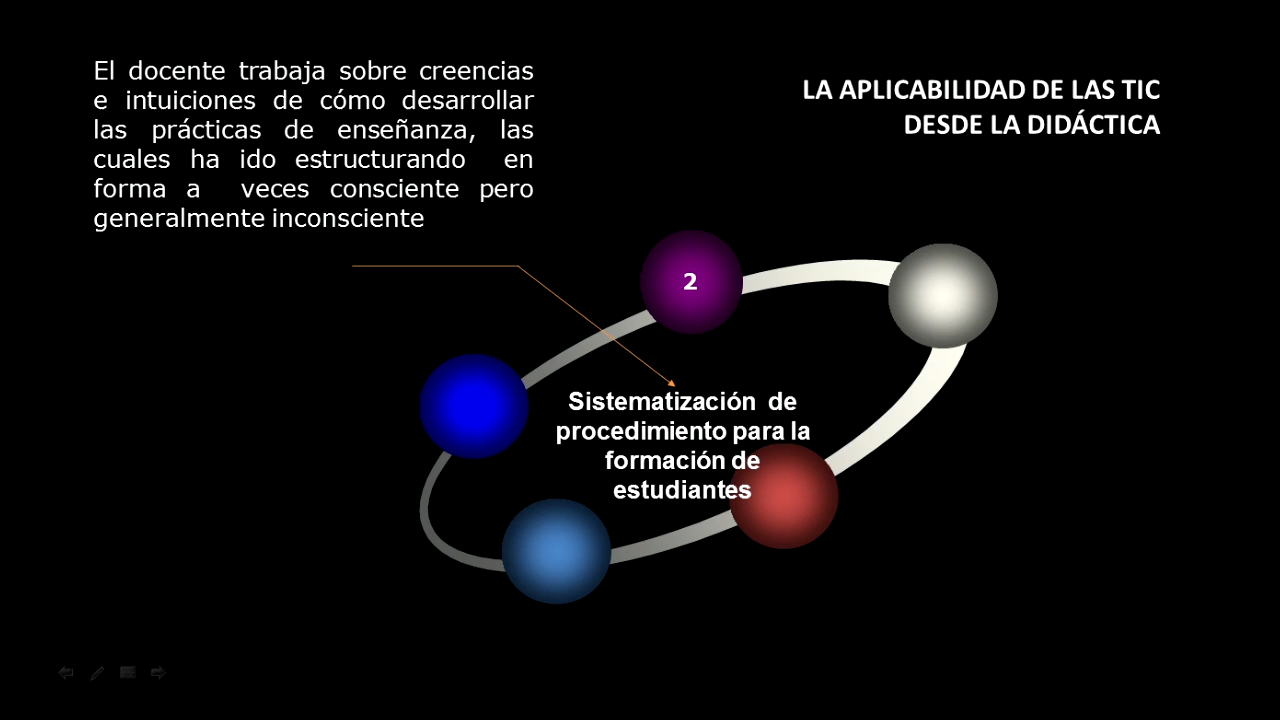 El docente trabaja sobre creencias
e intuiciones de cómo desarrollar
las prácticas de enseñanza, las
cuales ha ido estructurando en
forma a veces consciente pero
generalmente inconsciente
LA APLICABILIDAD DE LAS TIC
DESDE LA DIDÁCTICA
2
Sistematización de
procedimiento para la
formación de
estudiantes